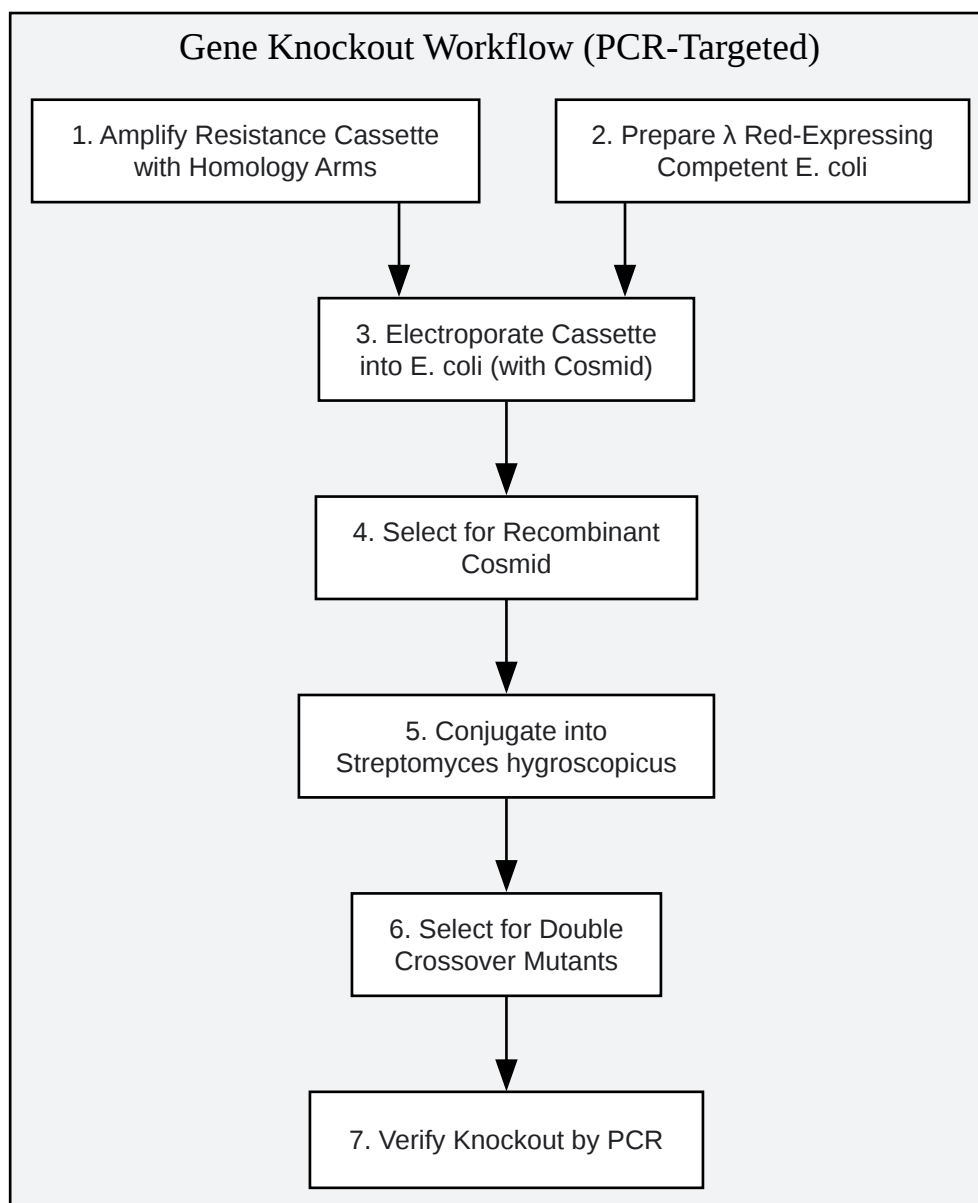 Gene Knockout Workflow (PCR-Targeted)
1. Amplify Resistance Cassette
with Homology Arms
2. Prepare λ Red-Expressing
Competent E. coli
3. Electroporate Cassette
into E. coli (with Cosmid)
4. Select for Recombinant
Cosmid
5. Conjugate into
Streptomyces hygroscopicus
6. Select for Double
Crossover Mutants
7. Verify Knockout by PCR